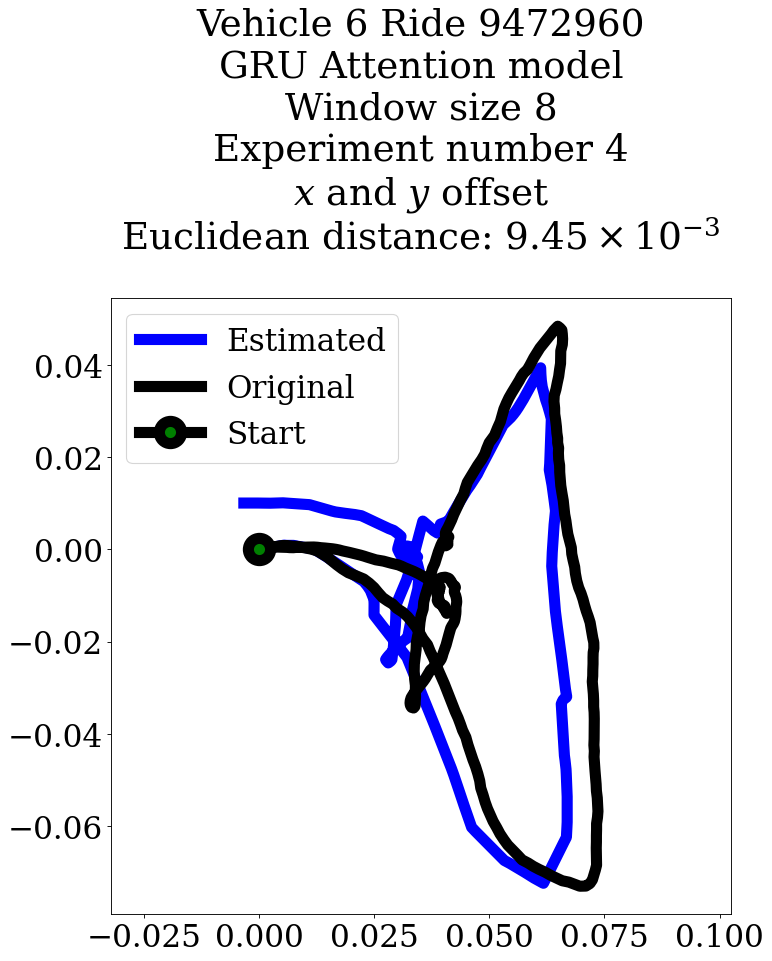 Vehicle 6 Ride 9472960
GRU Attention model
Window size 8
Experiment number 4
x and y offset
Euclidean distance: 9.45 × 10⁻³
Estimated
Original
Start
0.04
0.02
0.00
−0.02
−0.04
−0.06
−0.025 0.000 0.025 0.050 0.075 0.100